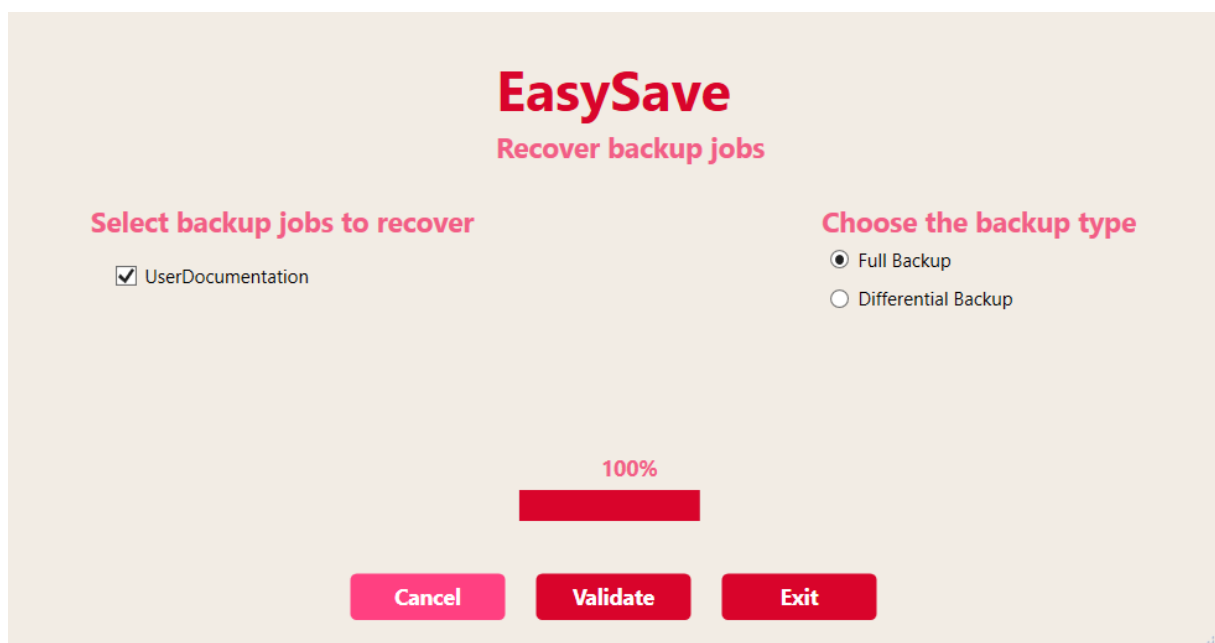 EasySave
Recover backup jobs
Select backup jobs to recover
UserDocumentation
Choose the backup type
Full Backup
Differential Backup
100%
Cancel
Validate
Exit